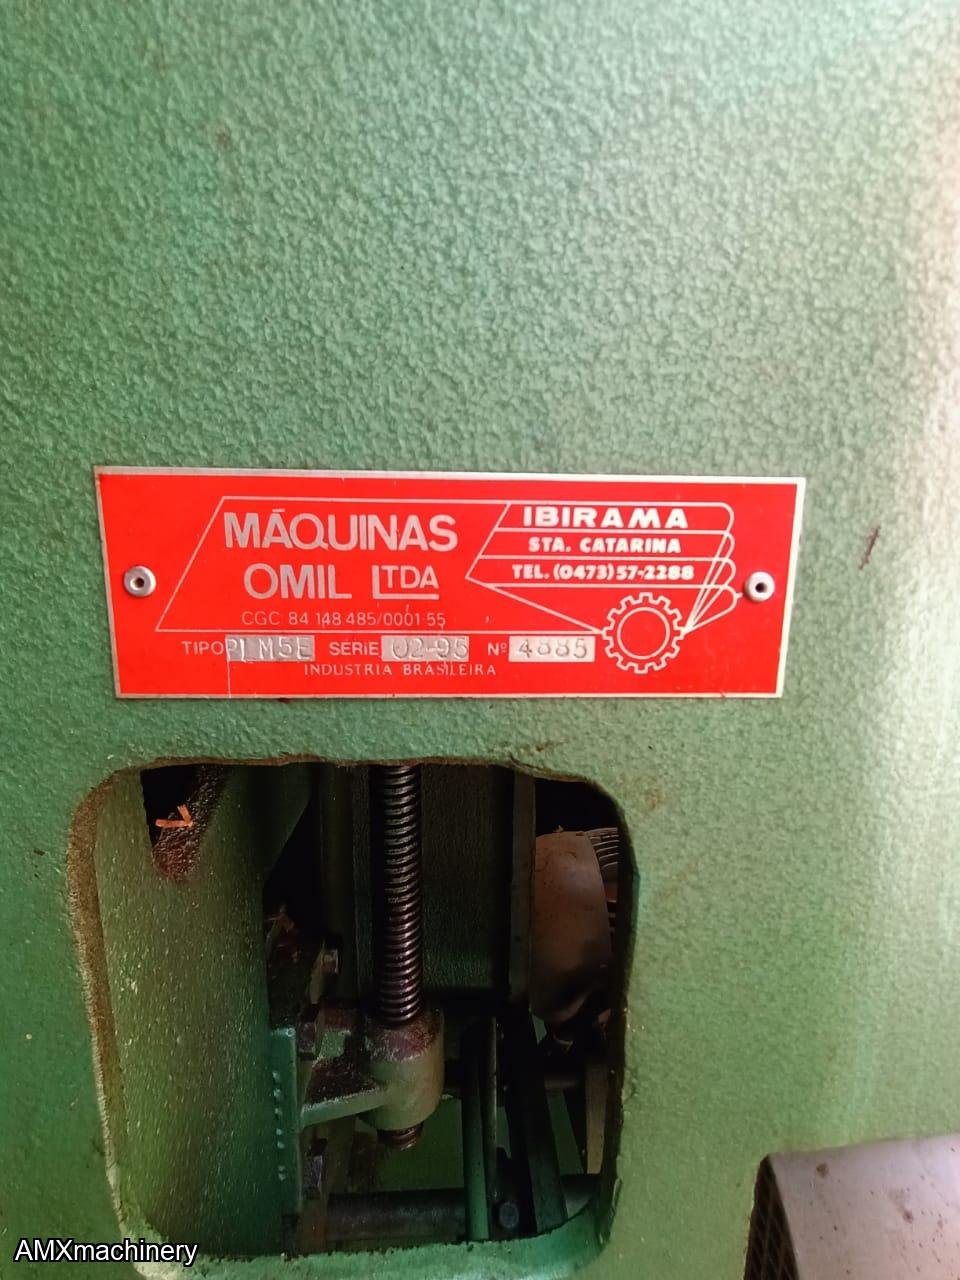 MÁQUINAS
OMIL LTDA
CGC 84 148 485/0001-55
IBIRAMA
STA. CATARINA
TEL. (0473) 57-2288
TIPO PLM5E SÉRIE 02-95 Nº 4885
INDUSTRIA BRASILEIRA
AMXmachinery